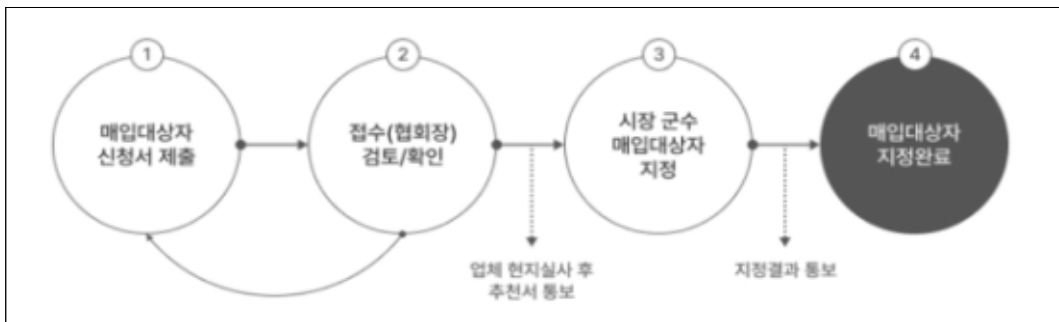 1
매입대상자
신청서 제출
2
접수(협회장)
검토/확인
업체 현지실사 후
추천서 통보
3
시장 군수
매입대상자
지정
지정결과 통보
4
매입대상자
지정완료